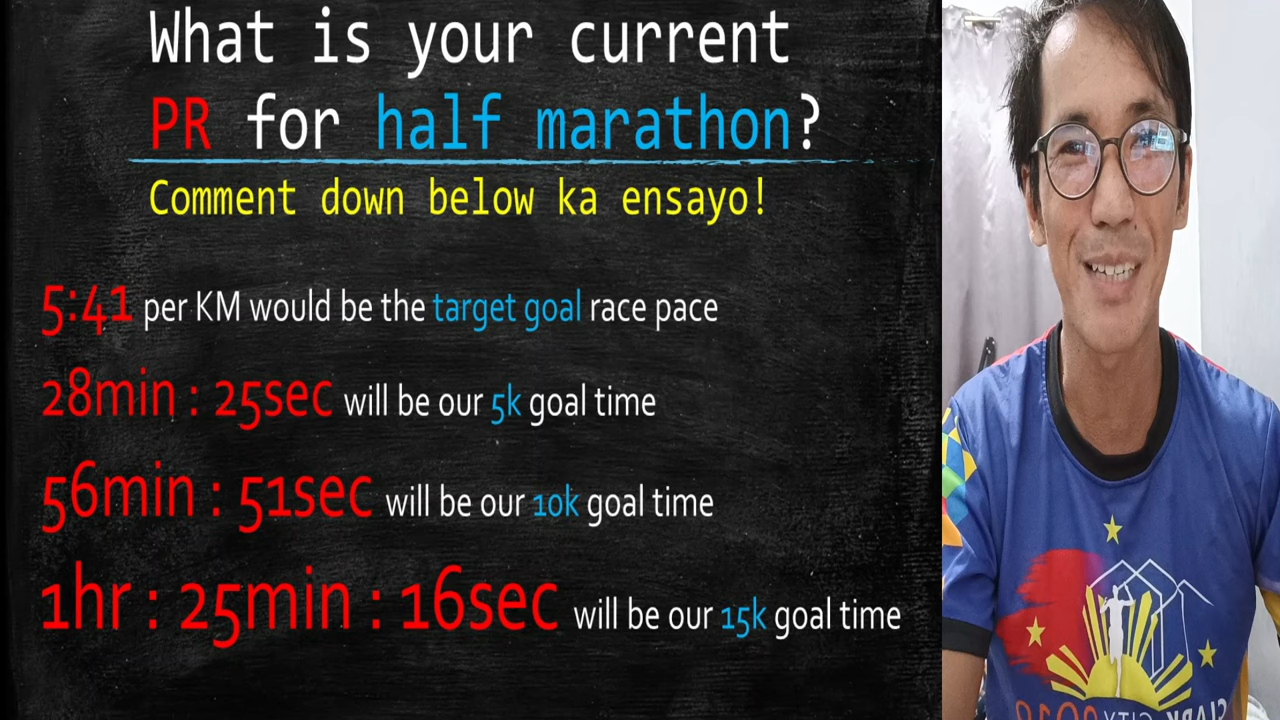 What is your current
PR for half marathon?
Comment down below ka ensayo!
5:41 per KM would be the target goal race pace
28min : 25sec will be our 5k goal time
56min : 51sec will be our 10k goal time
1hr : 25min : 16sec will be our 15k goal time